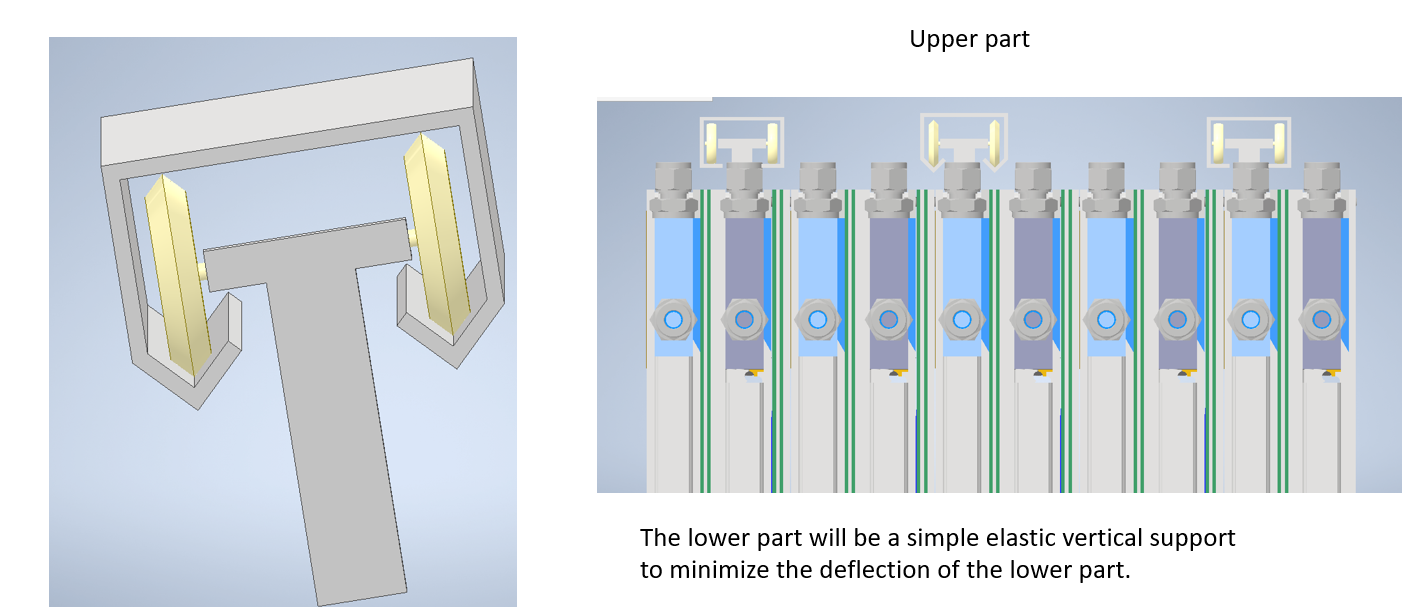 Upper part
The lower part will be a simple elastic vertical support
to minimize the deflection of the lower part.